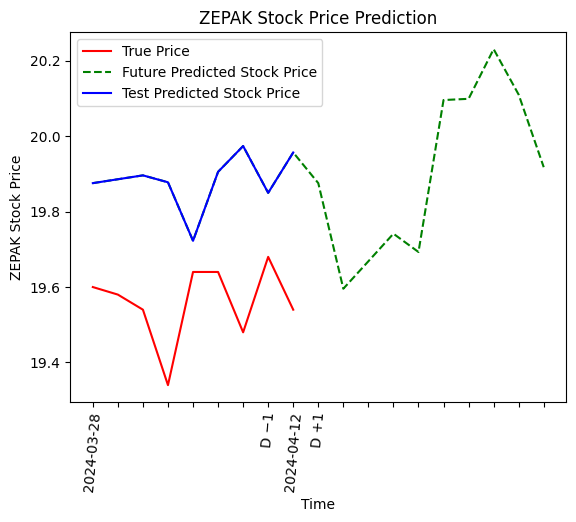 ZEPAK Stock Price Prediction
True Price
Future Predicted Stock Price
Test Predicted Stock Price
ZEPAK Stock Price
20.2
20.0
19.8
19.6
19.4
2024-03-28
D −1
2024-04-12
D +1
Time